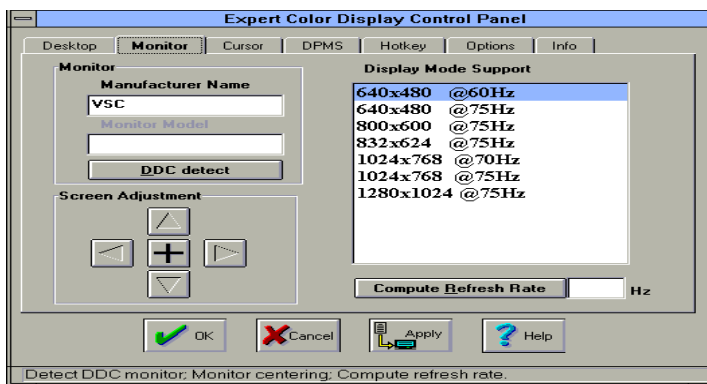 Expert Color Display Control Panel
Desktop Monitor Cursor DPMS Hotkey Options Info
Monitor
Manufacturer Name
VSC
Monitor Model
DDC detect
Screen Adjustment
Display Mode Support
640x480 @60Hz
640x480 @75Hz
800x600 @75Hz
832x624 @75Hz
1024x768 @70Hz
1024x768 @75Hz
1280x1024 @75Hz
Compute Refresh Rate Hz
OK Cancel Apply Help
Detect DDC monitor; Monitor centering; Compute refresh rate.